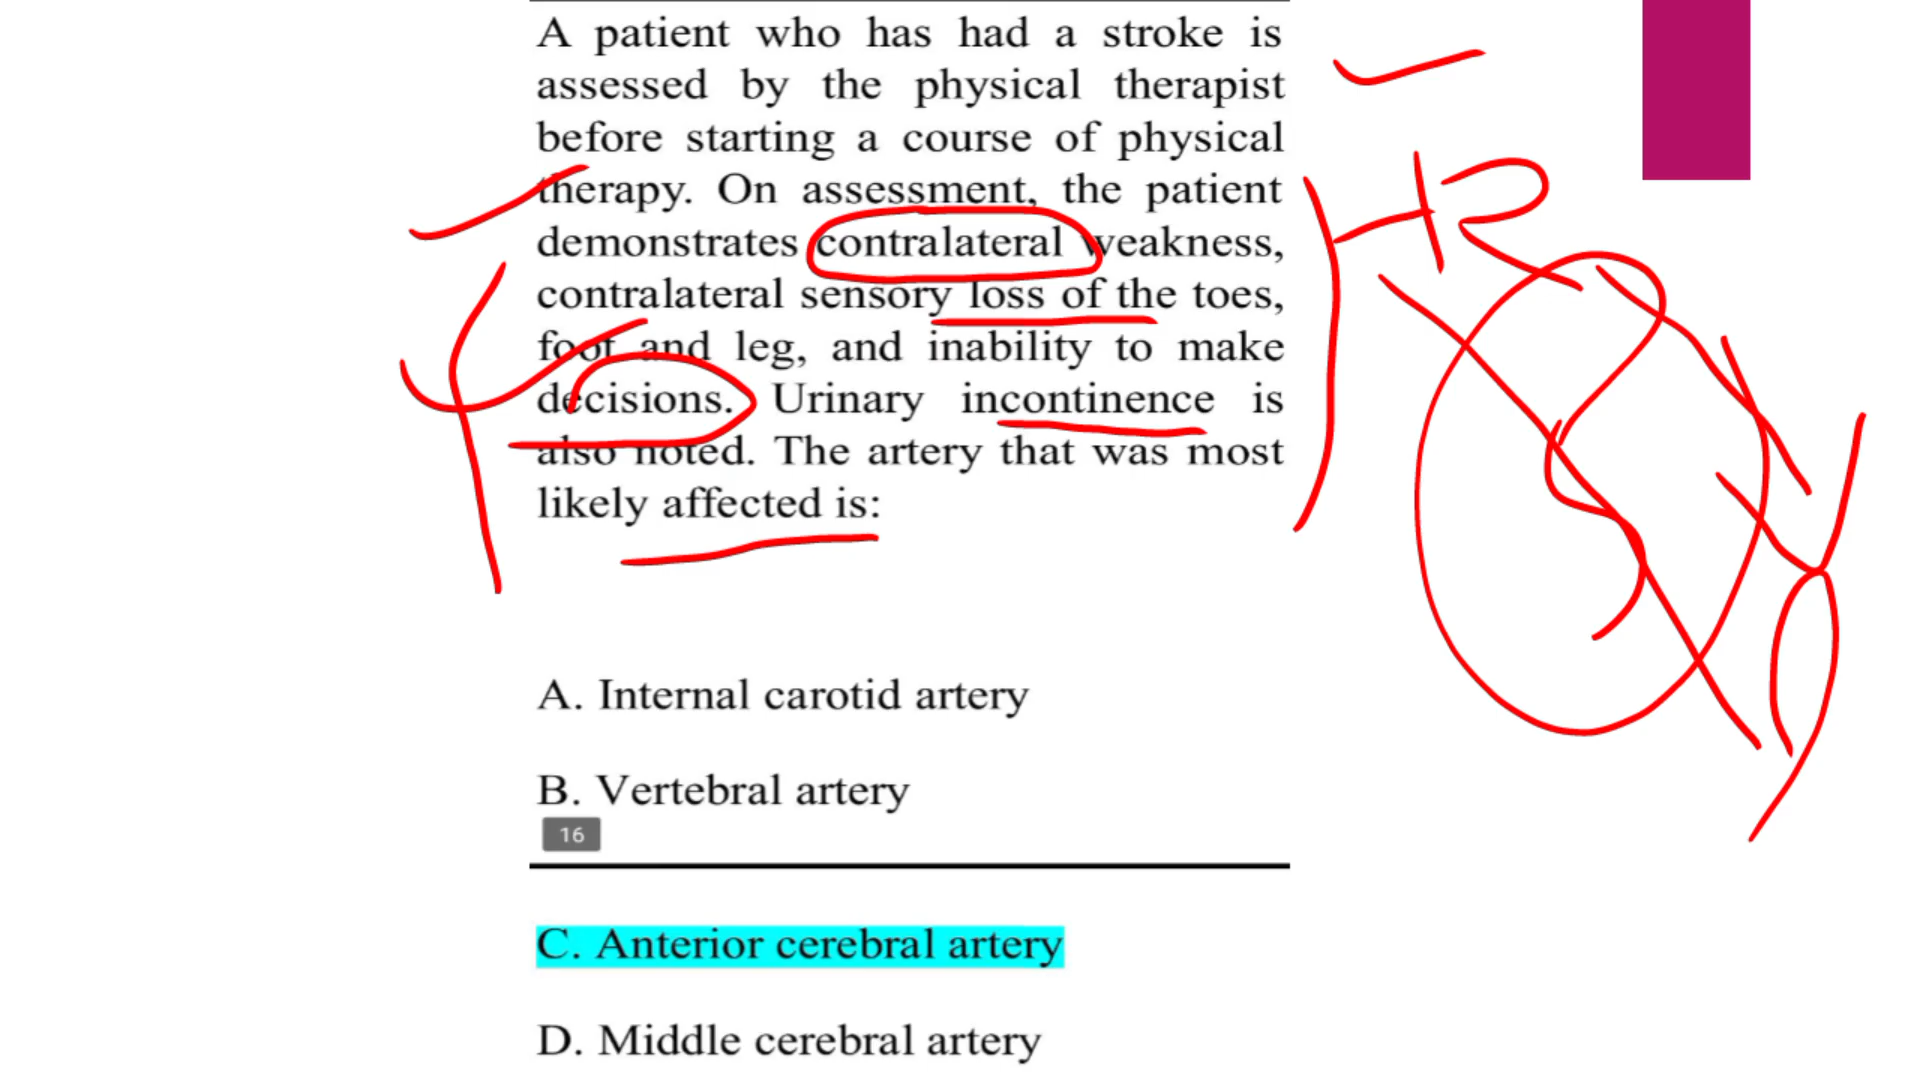 A patient who has had a stroke is
assessed by the physical therapist
before starting a course of physical
therapy. On assessment, the patient
demonstrates contralateral weakness,
contralateral sensory loss of the toes,
foot and leg, and inability to make
decisions. Urinary incontinence is
also noted. The artery that was most
likely affected is:
A. Internal carotid artery
B. Vertebral artery
16
C. Anterior cerebral artery
D. Middle cerebral artery